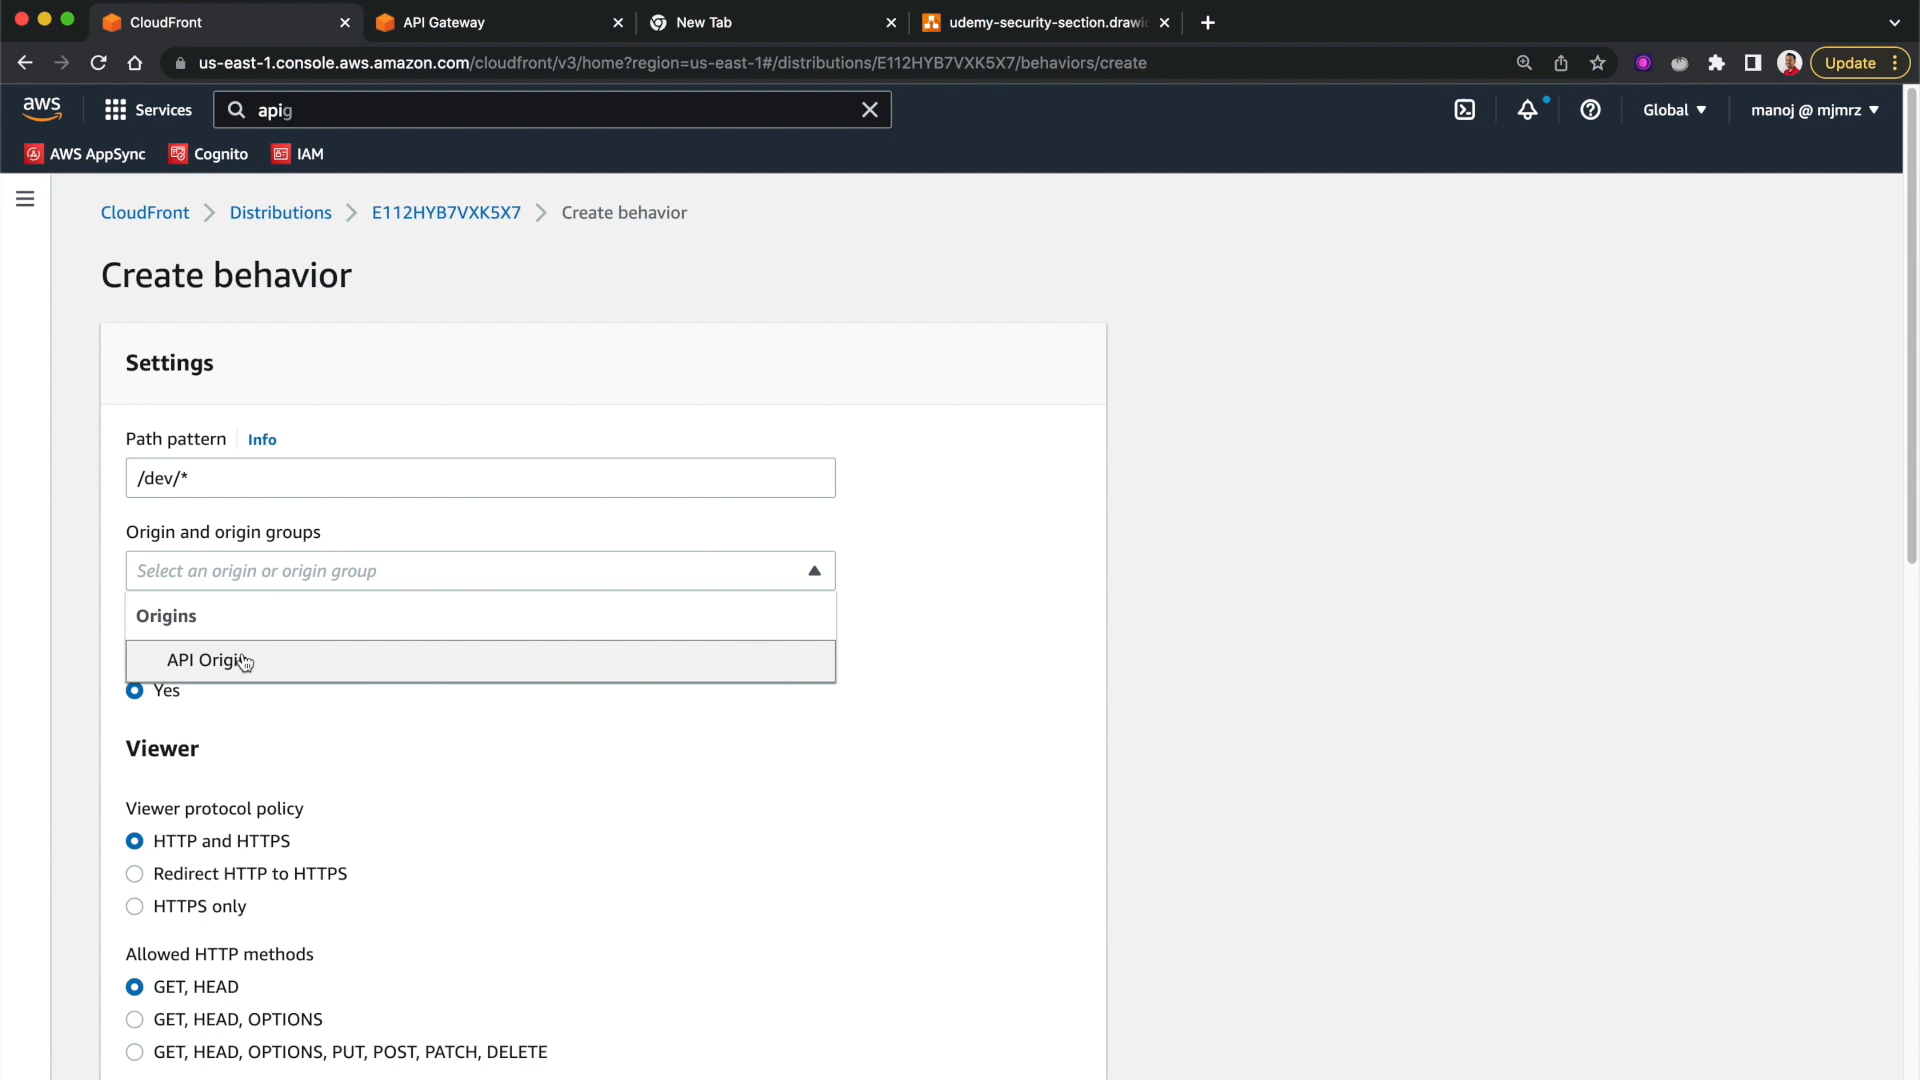 CloudFront
API Gateway
New Tab
udemy-security-section.drawi
us-east-1.console.aws.amazon.com/cloudfront/v3/home?region=us-east-1#/distributions/E112HYB7VXK5X7/behaviors/create
Update
aws
Services
apig
Global
manoj @ mjmrz
AWS AppSync
Cognito
IAM
CloudFront
Distributions
E112HYB7VXK5X7
Create behavior
Create behavior
Settings
Path pattern
Info
/dev/*
Origin and origin groups
Select an origin or origin group
Origins
API Origin
Yes
Viewer
Viewer protocol policy
HTTP and HTTPS
Redirect HTTP to HTTPS
HTTPS only
Allowed HTTP methods
GET, HEAD
GET, HEAD, OPTIONS
GET, HEAD, OPTIONS, PUT, POST, PATCH, DELETE